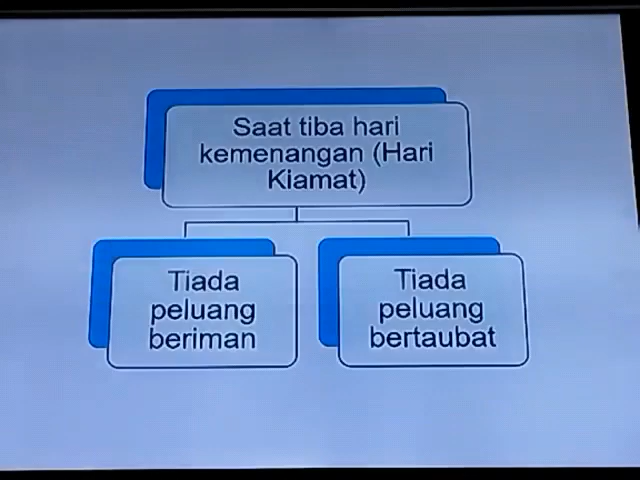 Saat tiba hari
kemenangan (Hari
Kiamat)
Tiada
peluang
beriman
Tiada
peluang
bertaubat